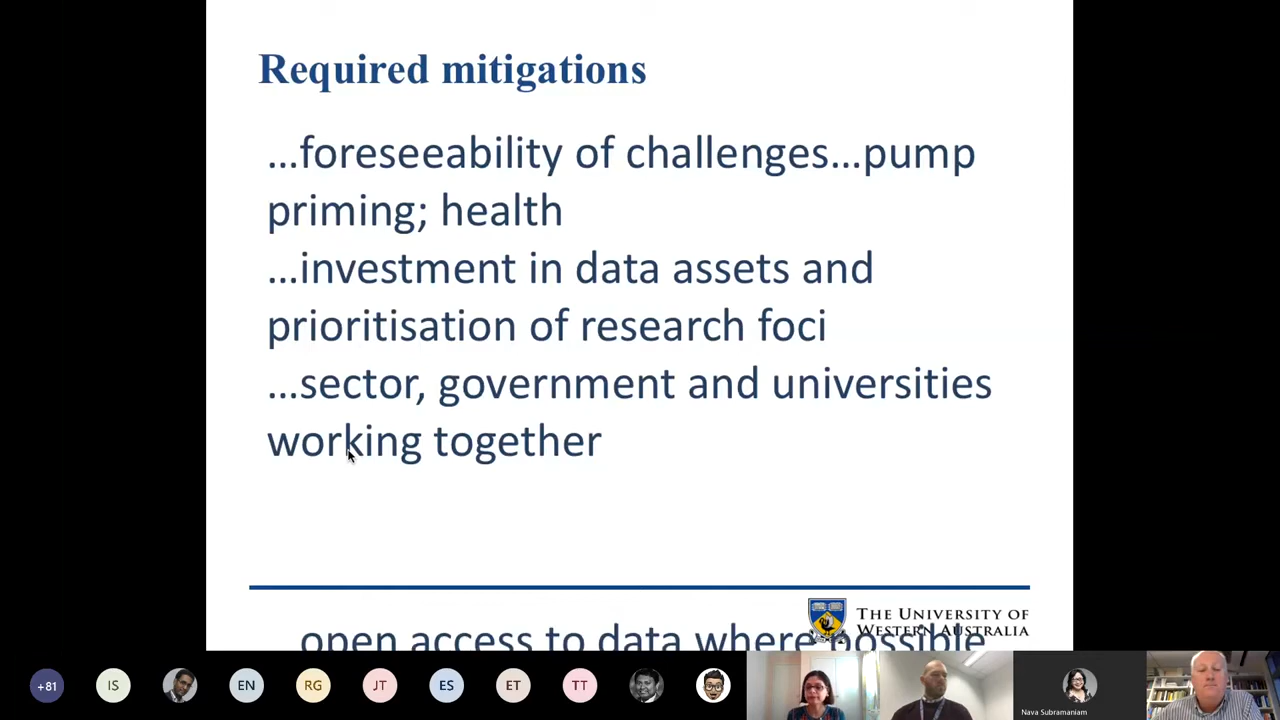 Required mitigations
...foreseeability of challenges...pump
priming; health
...investment in data assets and
prioritisation of research foci
...sector, government and universities
working together
THE UNIVERSITY OF
WESTERN AUSTRALIA
open access to data where possible
+81
IS
EN
RG
JT
ES
ET
TT
Nava Subramaniam